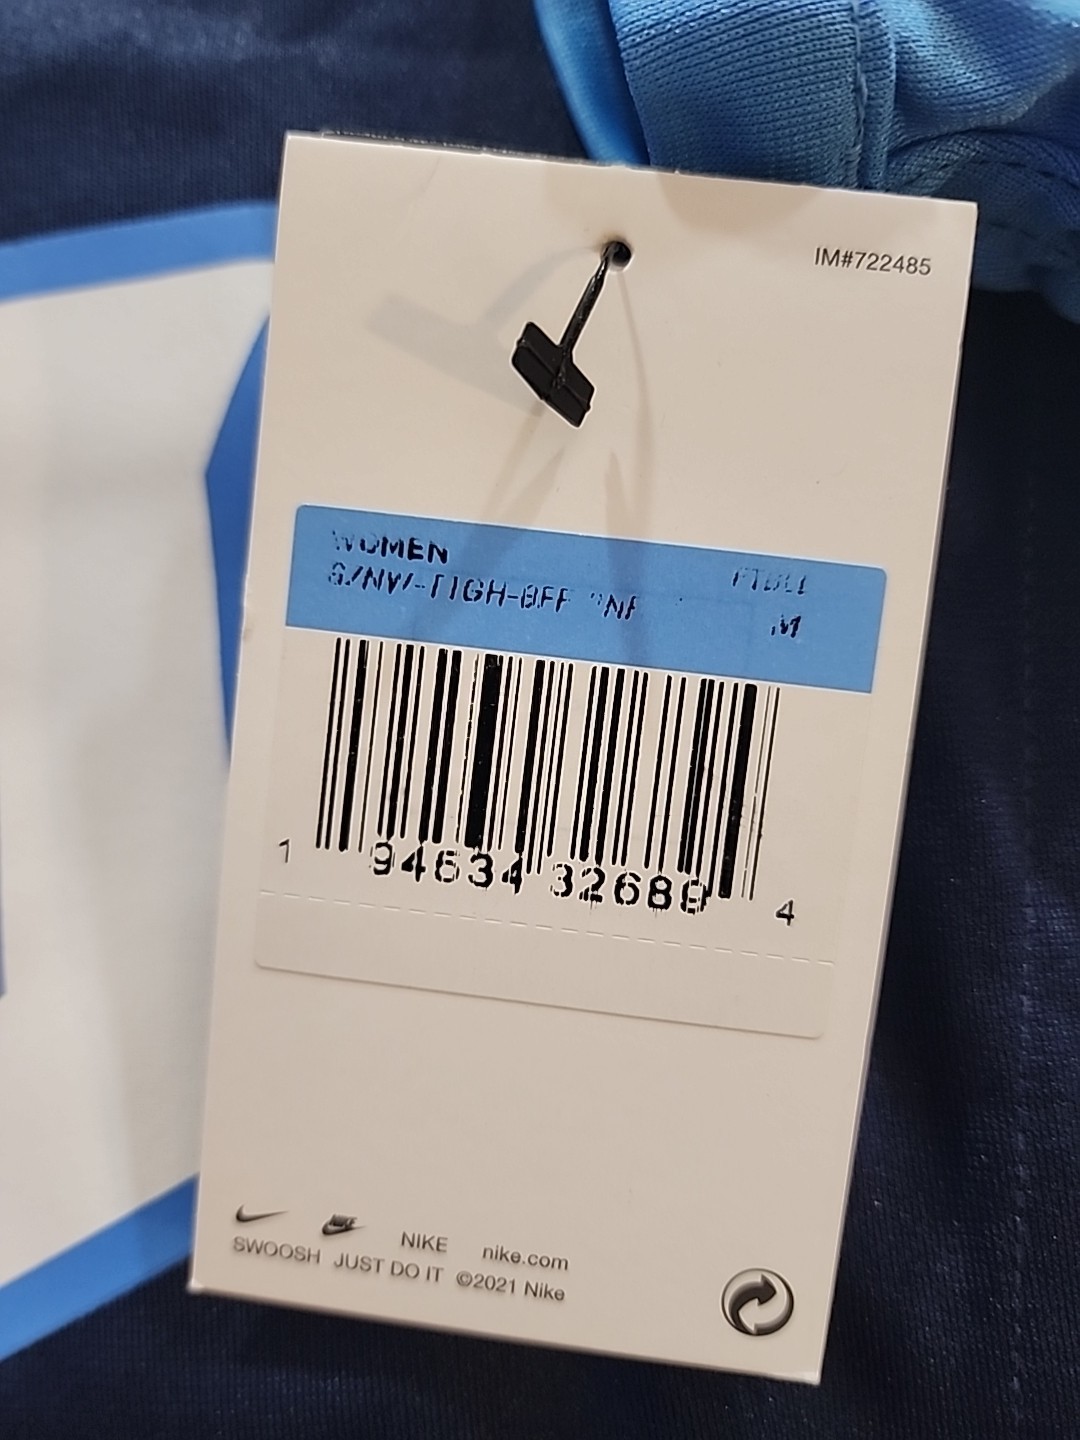 IM#722485
WOMEN
M
1 94634 32689 4
NIKE nike.com
SWOOSH JUST DO IT ©2021 Nike